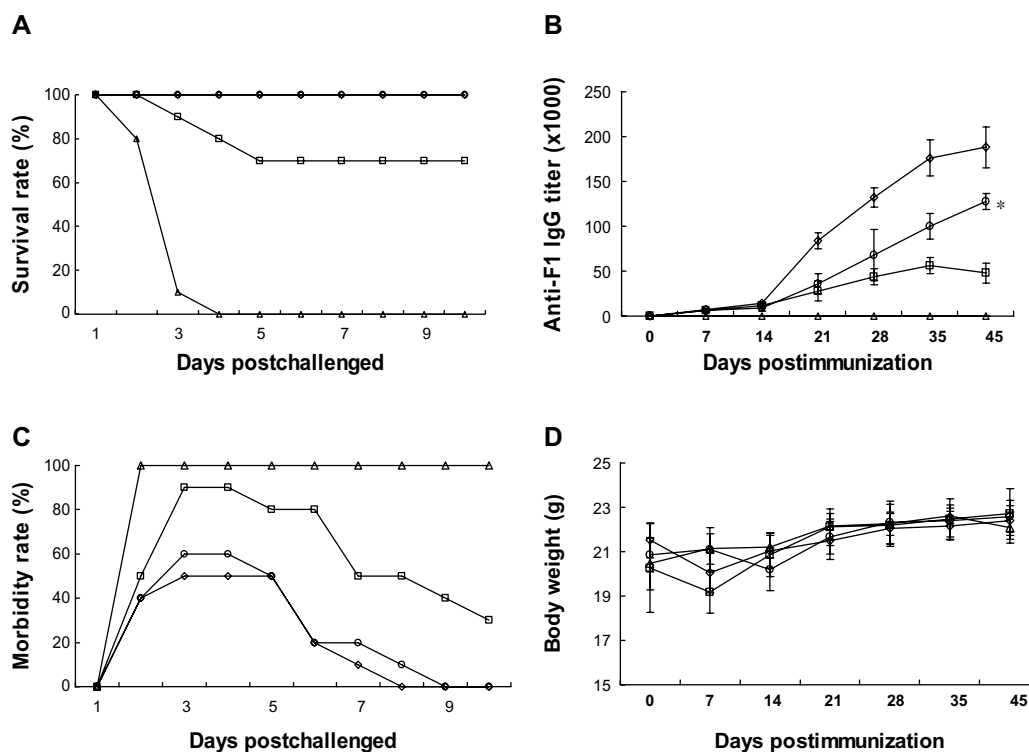 A
Survival rate (%)
100
80
60
40
20
0
1 3 5 7 9
Days postchallenged
B
Anti-F1 IgG titer (x1000)
250
200
150
100
50
0
*
0 7 14 21 28 35 45
Days postimmunization
C
Morbidity rate (%)
100
80
60
40
20
0
1 3 5 7 9
Days postchallenged
D
Body weight (g)
25
23
21
19
17
15
0 7 14 21 28 35 45
Days postimmunization